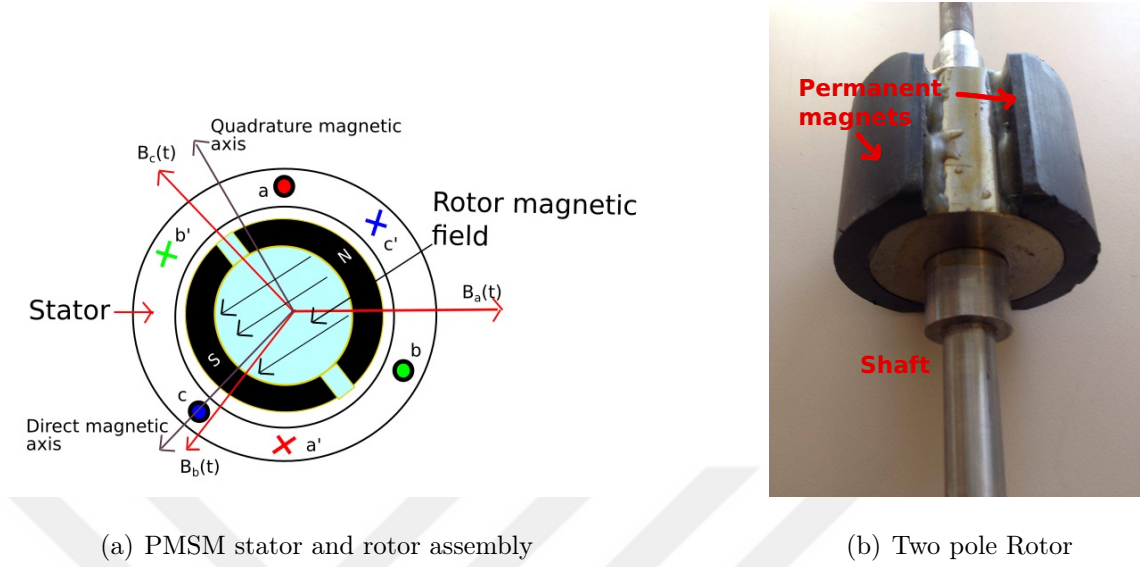 Quadrature magnetic
axis
B_c(t)
a
Rotor magnetic
field
b'
c'
N
B_a(t)
Stator
b
S
c
Direct magnetic
axis
a'
B_b(t)
Permanent
magnets
Shaft
(a) PMSM stator and rotor assembly
(b) Two pole Rotor